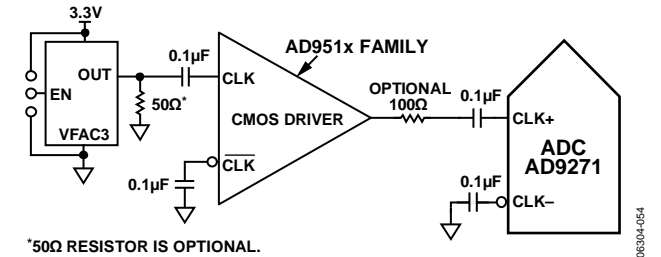 3.3V
OUT
EN
VFAC3
50Ω*
0.1µF
AD951x FAMILY
CLK
CMOS DRIVER
CLK
0.1µF
OPTIONAL
100Ω
0.1µF
CLK+
ADC
AD9271
0.1µF
CLK–
*50Ω RESISTOR IS OPTIONAL.
06304-054